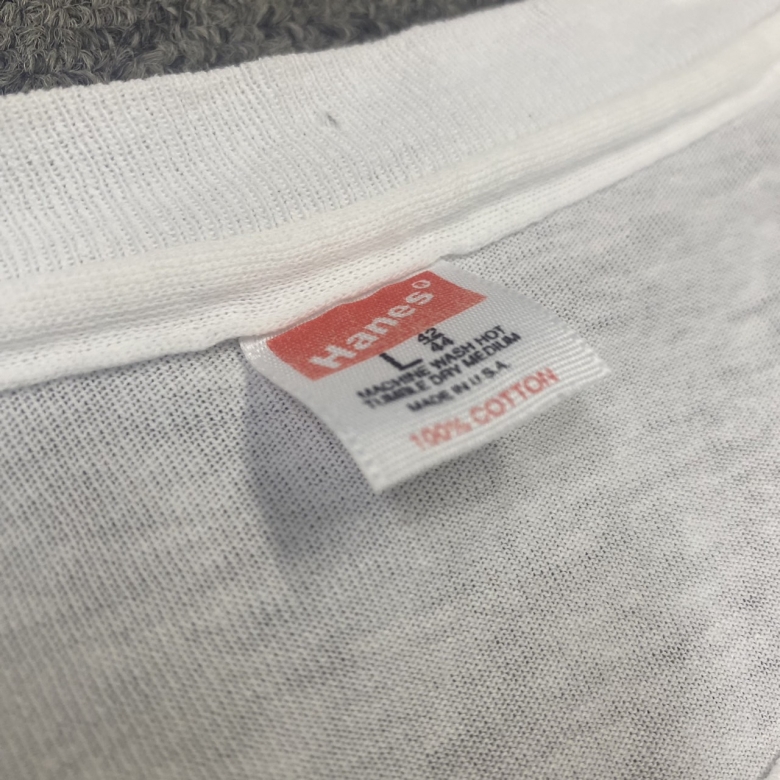 Hanes®
L 42
44
MACHINE WASH HOT
TUMBLE DRY MEDIUM
MADE IN U.S.A.
100% COTTON